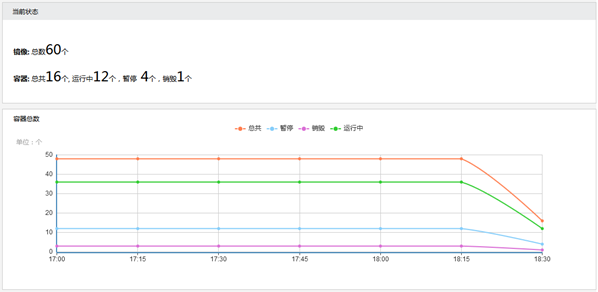 当前状态
镜像: 总数60个
容器: 总共16个, 运行中12个，暂停 4个，销毁1个
容器总数
总共 暂停 销毁 运行中
单位：个
50
40
30
20
10
0
17:00 17:15 17:30 17:45 18:00 18:15 18:30